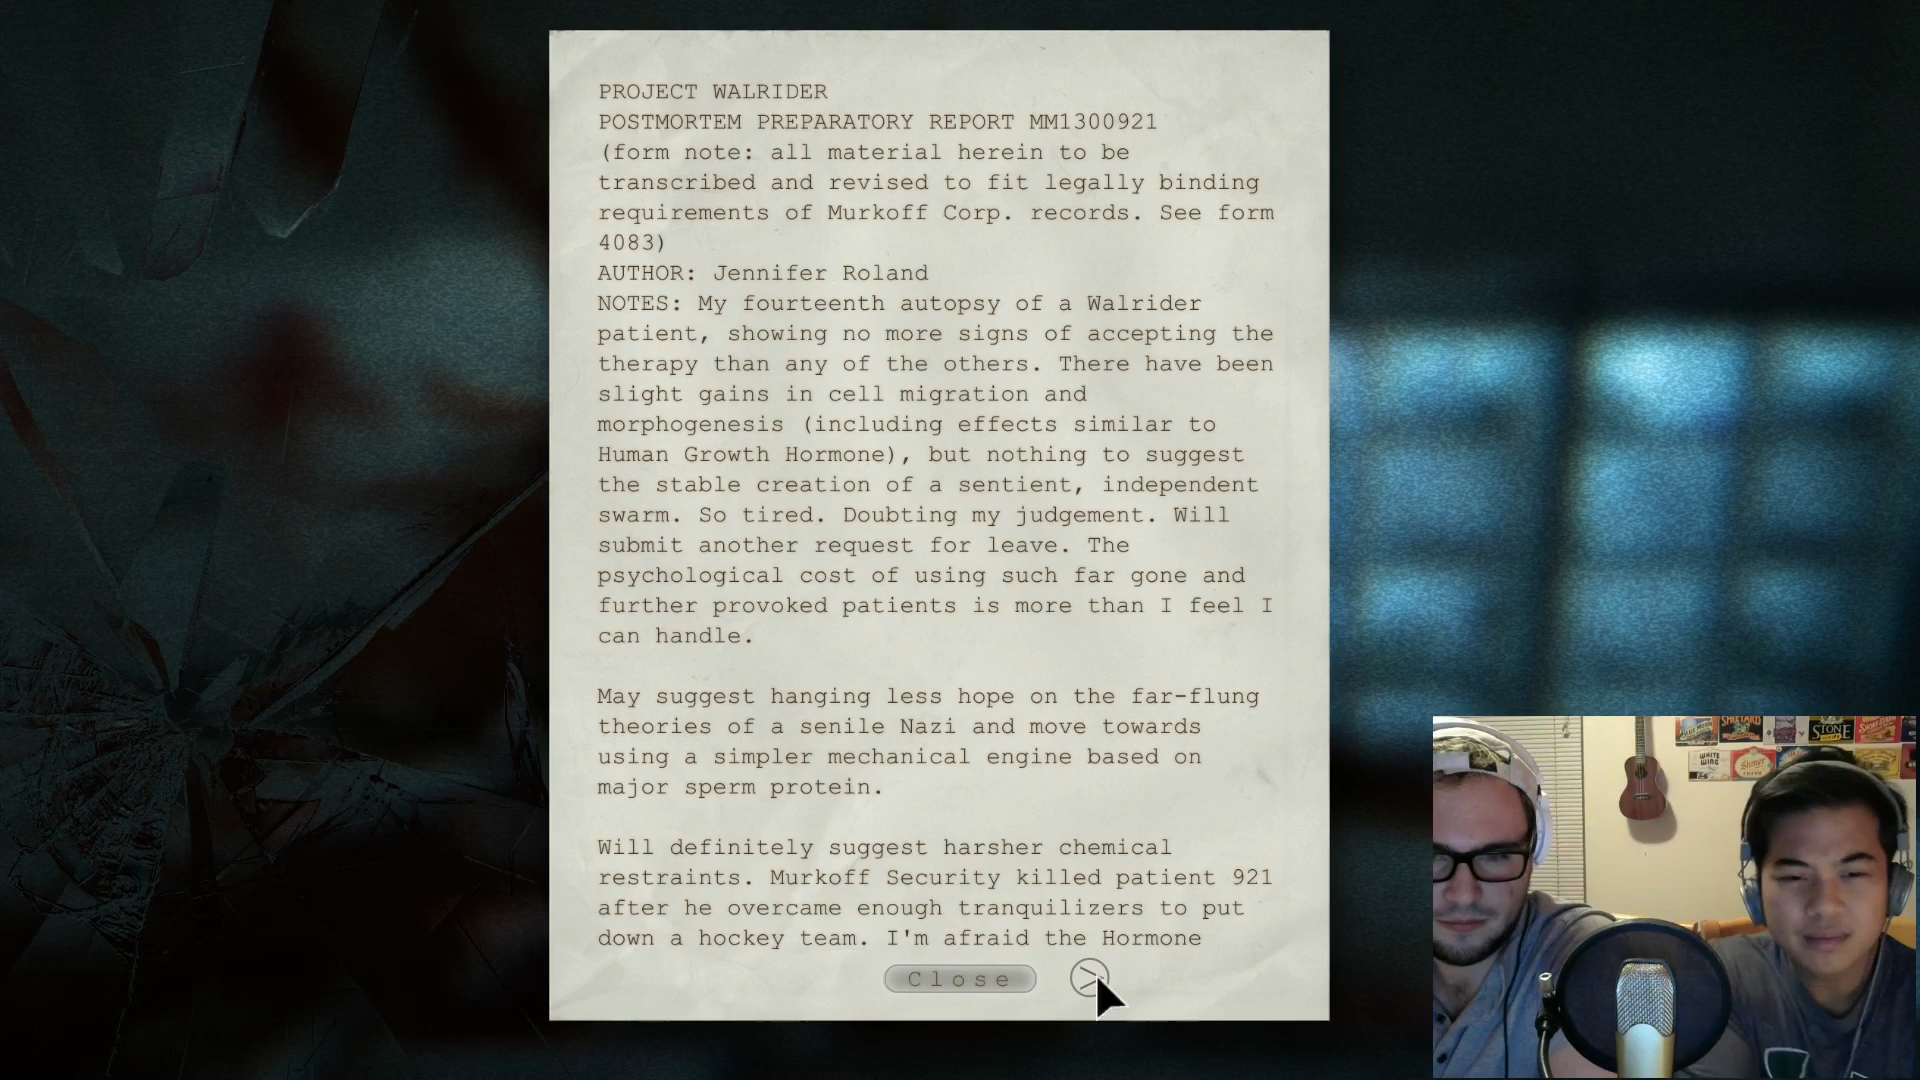 PROJECT WALRIDER
POSTMORTEM PREPARATORY REPORT MM1300921
(form note: all material herein to be
transcribed and revised to fit legally binding
requirements of Murkoff Corp. records. See form
4083)
AUTHOR: Jennifer Roland
NOTES: My fourteenth autopsy of a Walrider
patient, showing no more signs of accepting the
therapy than any of the others. There have been
slight gains in cell migration and
morphogenesis (including effects similar to
Human Growth Hormone), but nothing to suggest
the stable creation of a sentient, independent
swarm. So tired. Doubting my judgement. Will
submit another request for leave. The
psychological cost of using such far gone and
further provoked patients is more than I feel I
can handle.
May suggest hanging less hope on the far-flung
theories of a senile Nazi and move towards
using a simpler mechanical engine based on
major sperm protein.
Will definitely suggest harsher chemical
restraints. Murkoff Security killed patient 921
after he overcame enough tranquilizers to put
down a hockey team. I'm afraid the Hormone
Close >
STONE
WHITE
WING
Shiner